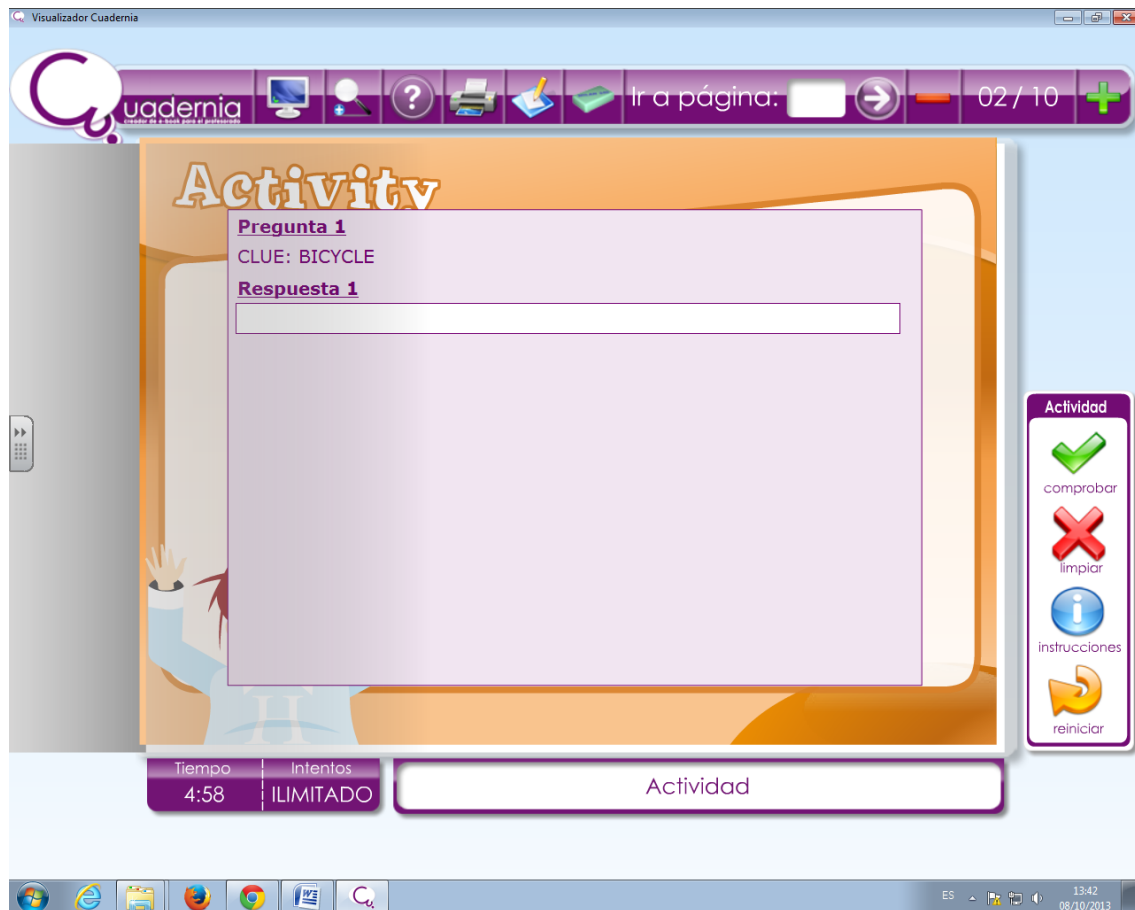 Visualizador Cuadernia
Cuadernia
creador de e-book para el profesorado
Ir a página:
02 / 10
Activity
Pregunta 1
CLUE: BICYCLE
Respuesta 1
Actividad
comprobar
limpiar
instrucciones
reiniciar
H
Tiempo
Intentos
4:58
ILIMITADO
Actividad
ES
13:42
08/10/2013